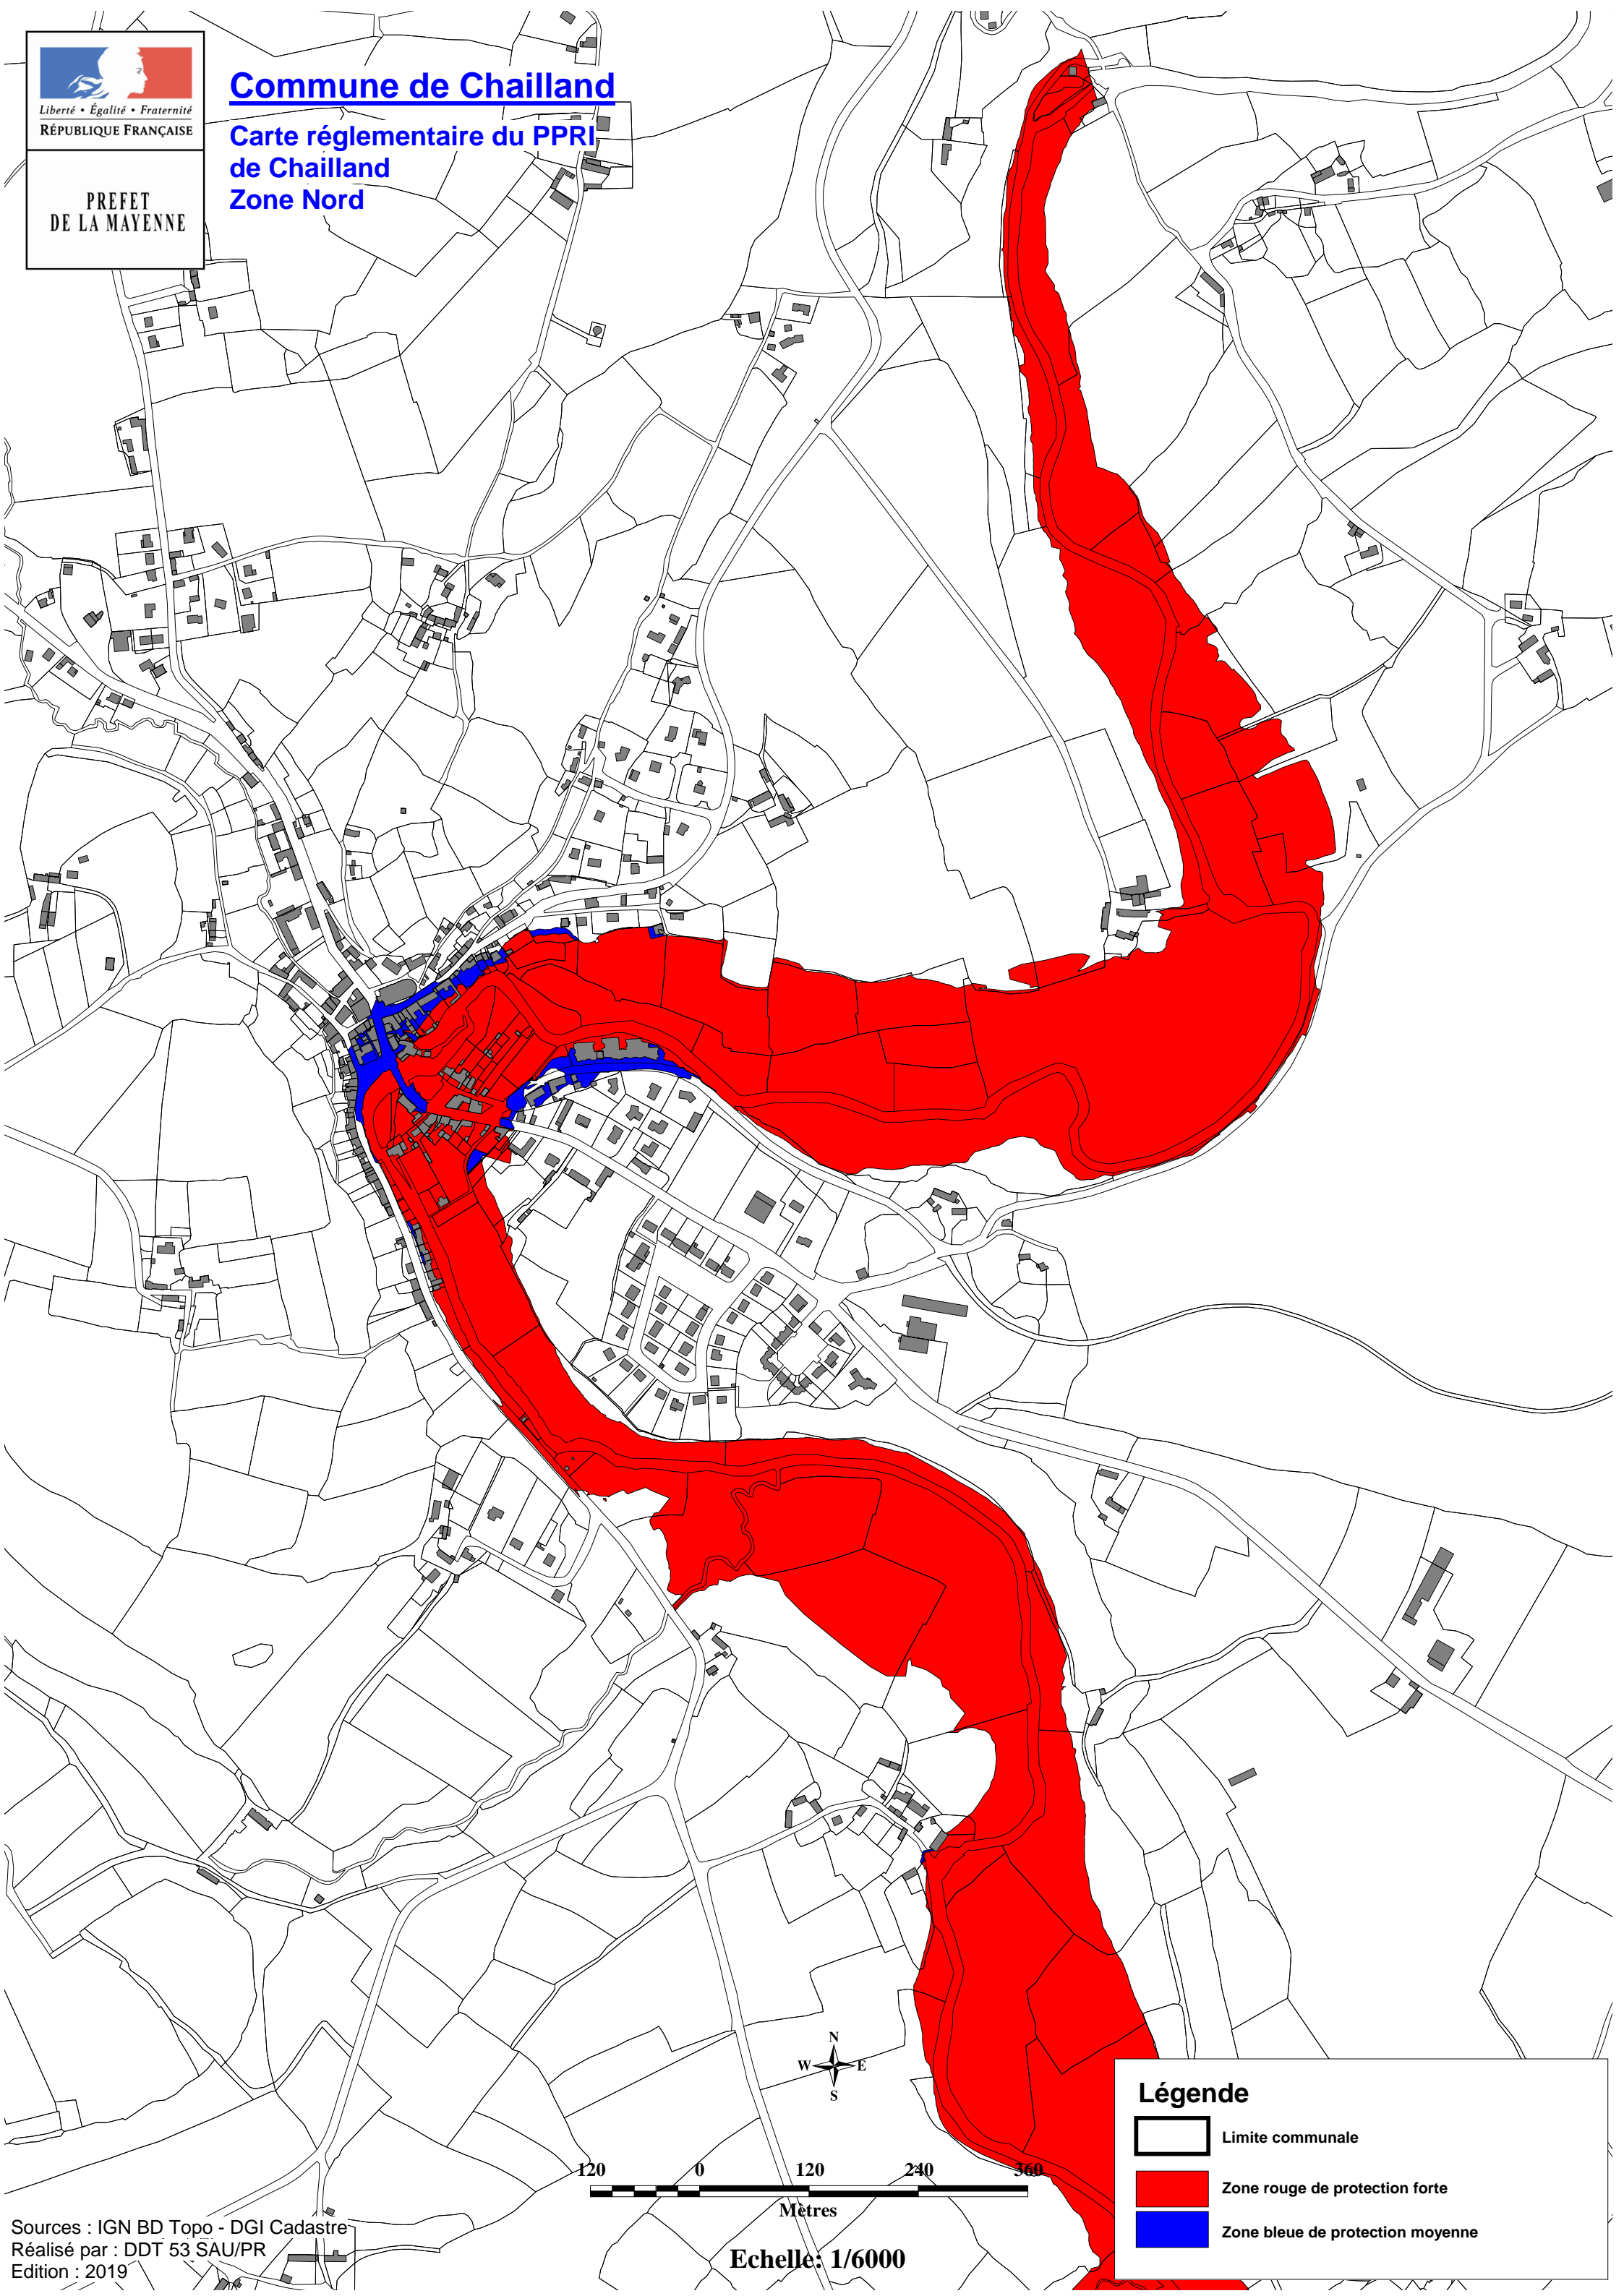 Liberté • Égalité • Fraternité
RÉPUBLIQUE FRANÇAISE
PREFET
DE LA MAYENNE
Commune de Chailland
Carte réglementaire du PPRI
de Chailland
Zone Nord
N
W E
S
120 0 120 240 360
Mètres
Echelle: 1/6000
Légende
Limite communale
Zone rouge de protection forte
Zone bleue de protection moyenne
Sources : IGN BD Topo - DGI Cadastre
Réalisé par : DDT 53 SAU/PR
Edition : 2019